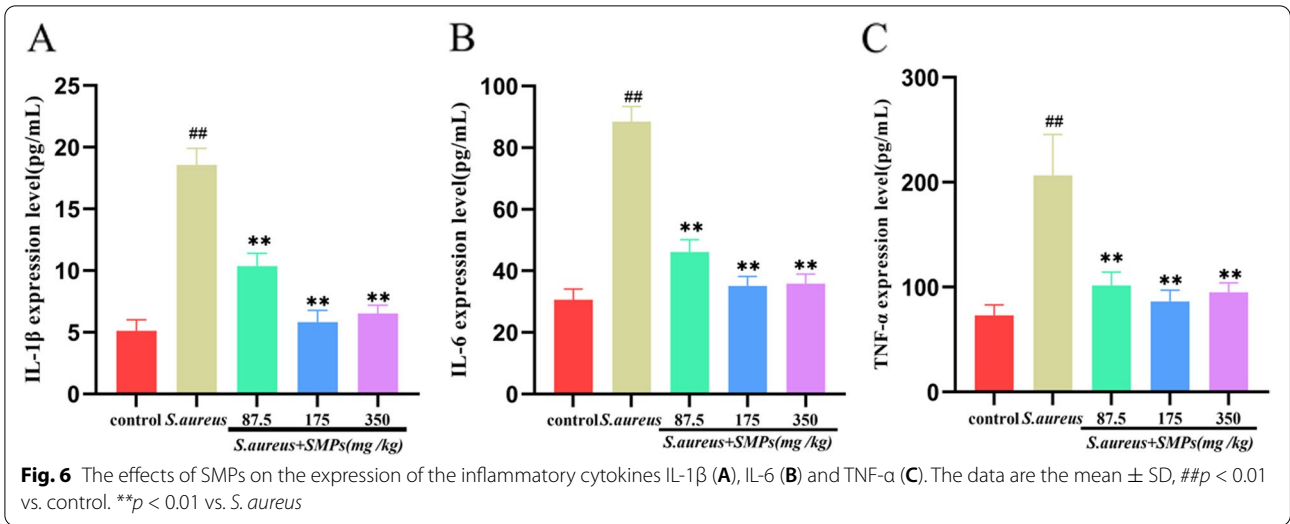 A
IL-1β expression level(pg/mL)
25
20
15
10
5
0
##
**
**
**
control S.aureus 87.5 175 350
S.aureus+SMPs(mg /kg)
B
IL-6 expression level(pg/mL)
100
80
60
40
20
0
##
**
**
**
control S.aureus 87.5 175 350
S.aureus+SMPs(mg /kg)
C
TNF-α expression level(pg/mL)
300
200
100
0
##
**
**
**
control S.aureus 87.5 175 350
S.aureus+SMPs(mg /kg)
Fig. 6 The effects of SMPs on the expression of the inflammatory cytokines IL-1β (A), IL-6 (B) and TNF-α (C). The data are the mean ± SD, ##p < 0.01
vs. control. **p < 0.01 vs. S. aureus